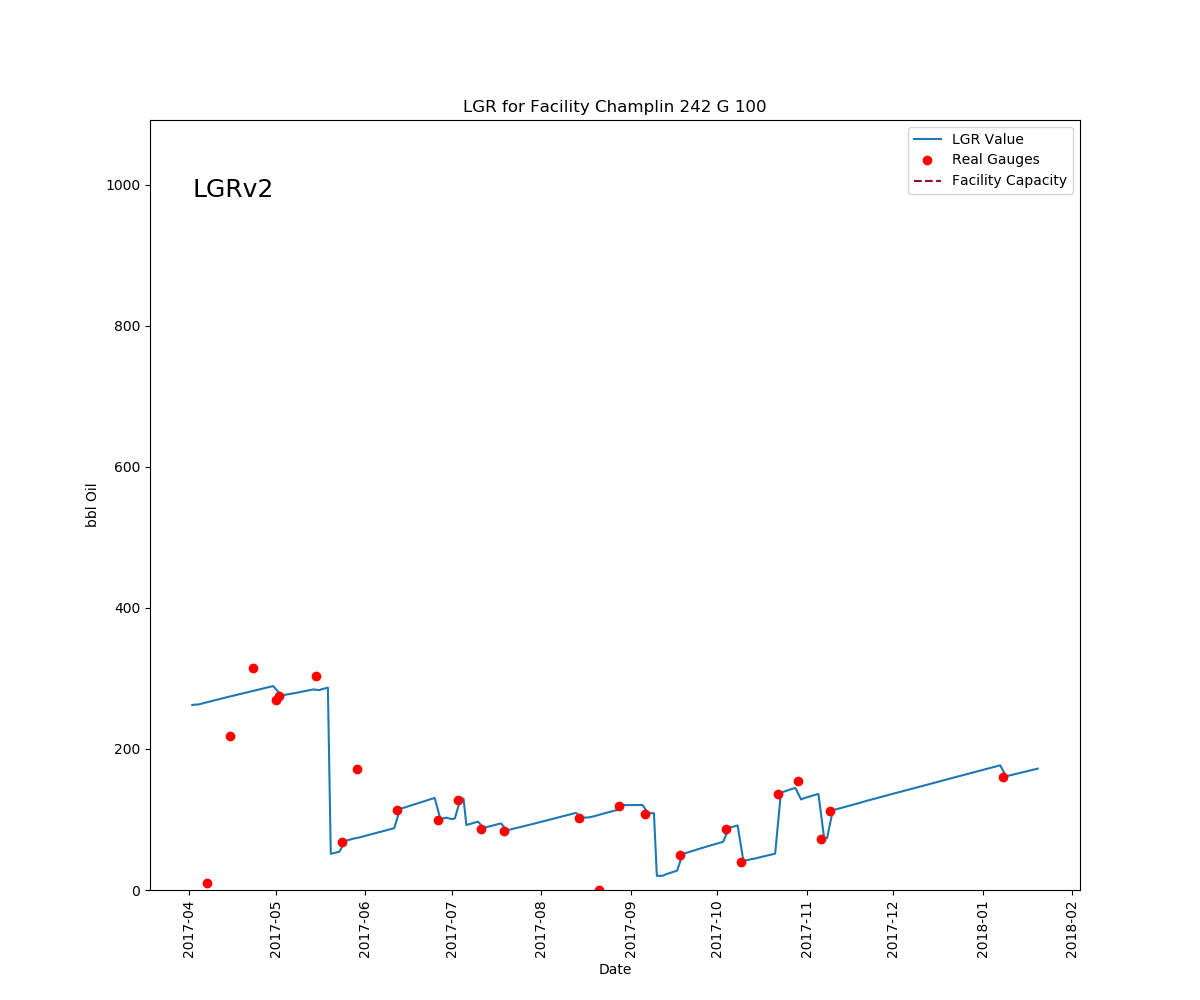 LGR for Facility Champlin 242 G 100
LGRv2
LGR Value
Real Gauges
Facility Capacity
bbl Oil
1000
800
600
400
200
0
2017-04
2017-05
2017-06
2017-07
2017-08
2017-09
2017-10
2017-11
2017-12
2018-01
2018-02
Date